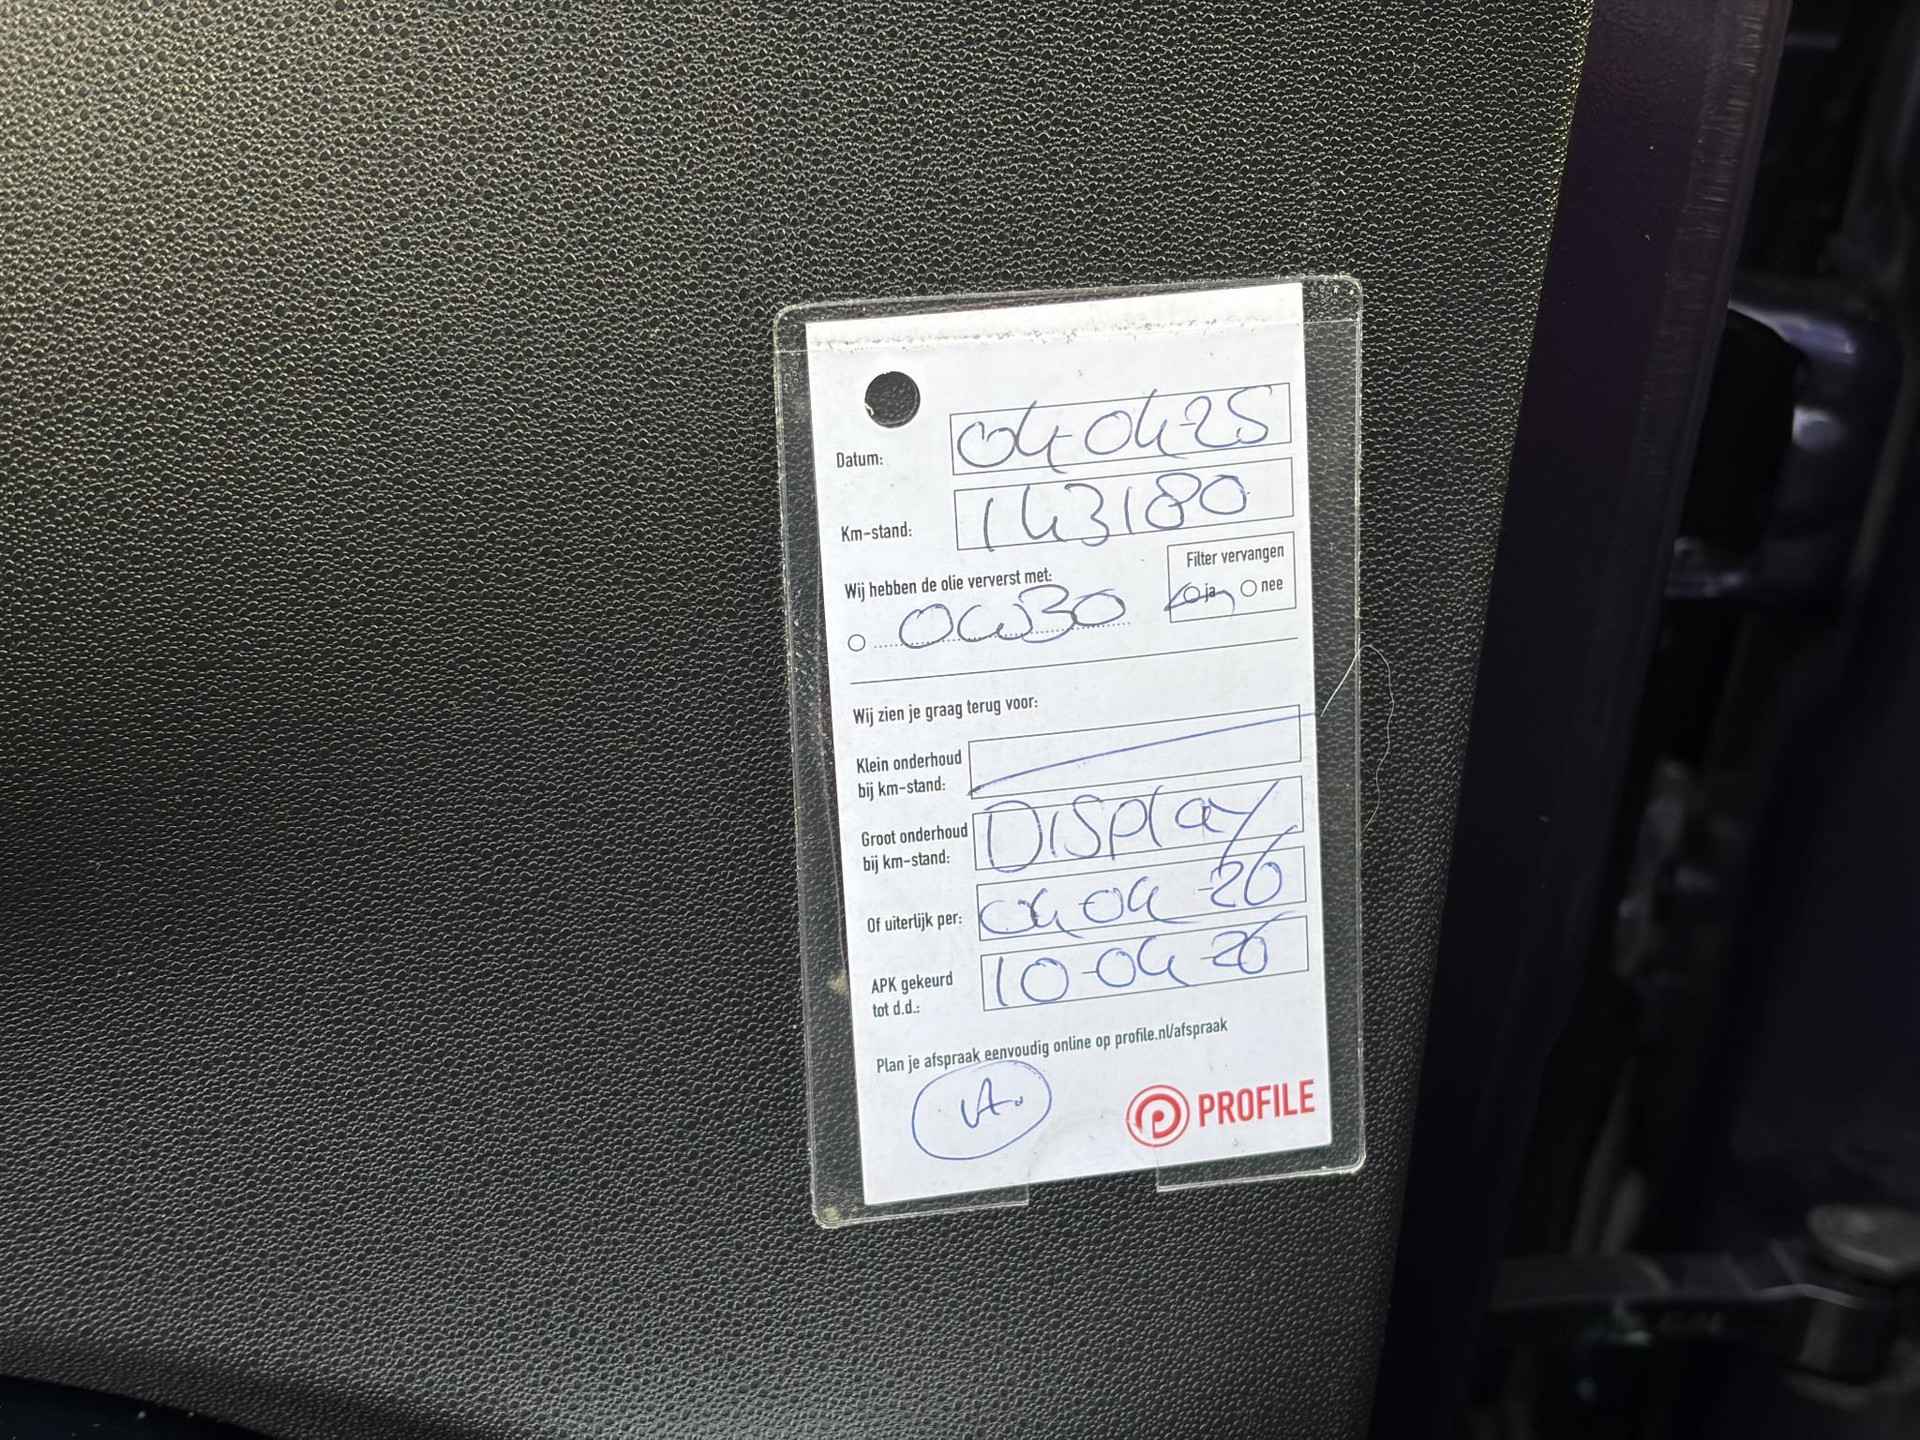 Datum: 04-04-25
Km-stand: 143180
Wij hebben de olie ververst met:
Filter vervangen
ja nee
0W30
Wij zien je graag terug voor:
Klein onderhoud
bij km-stand:
Groot onderhoud
bij km-stand: Display
Of uiterlijk per: 04-04-26
APK gekeurd
tot d.d.: 10-04-26
Plan je afspraak eenvoudig online op profile.nl/afspraak
PROFILE